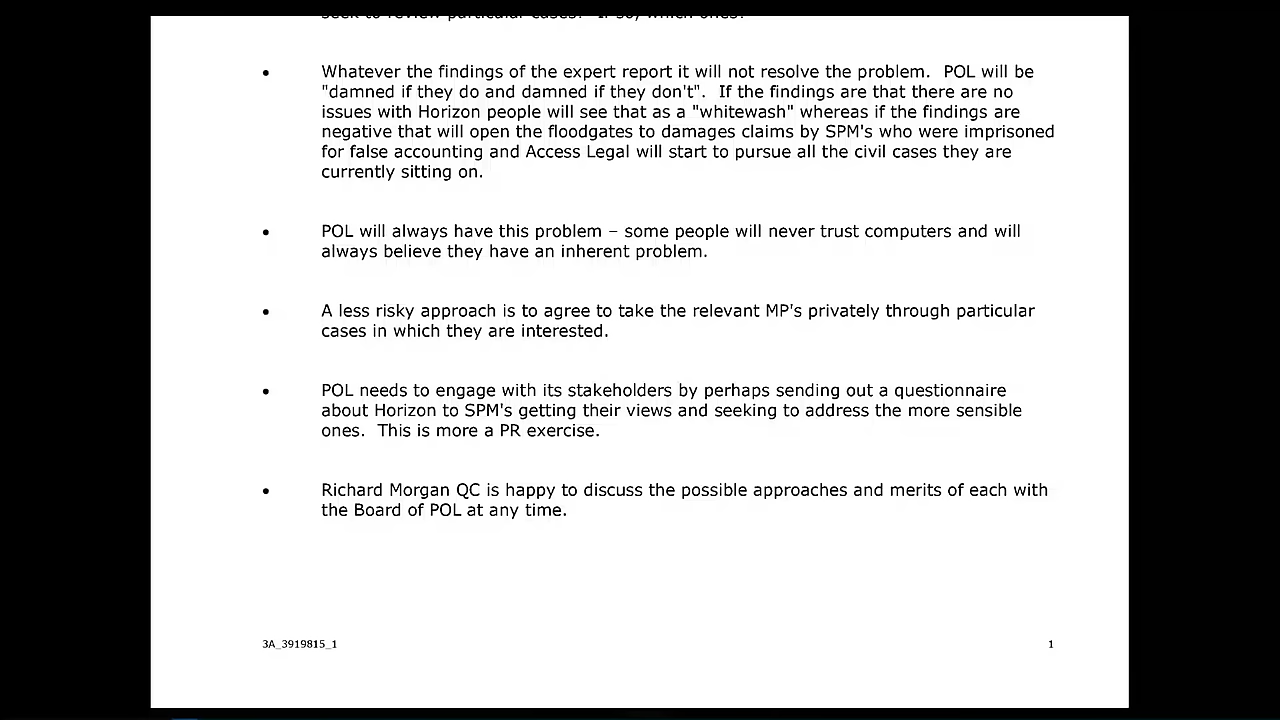 seek to review particular cases? If so, which ones?
• Whatever the findings of the expert report it will not resolve the problem. POL will be
"damned if they do and damned if they don't". If the findings are that there are no
issues with Horizon people will see that as a "whitewash" whereas if the findings are
negative that will open the floodgates to damages claims by SPM's who were imprisoned
for false accounting and Access Legal will start to pursue all the civil cases they are
currently sitting on.
• POL will always have this problem – some people will never trust computers and will
always believe they have an inherent problem.
• A less risky approach is to agree to take the relevant MP's privately through particular
cases in which they are interested.
• POL needs to engage with its stakeholders by perhaps sending out a questionnaire
about Horizon to SPM's getting their views and seeking to address the more sensible
ones. This is more a PR exercise.
• Richard Morgan QC is happy to discuss the possible approaches and merits of each with
the Board of POL at any time.
3A_3919815_1 1